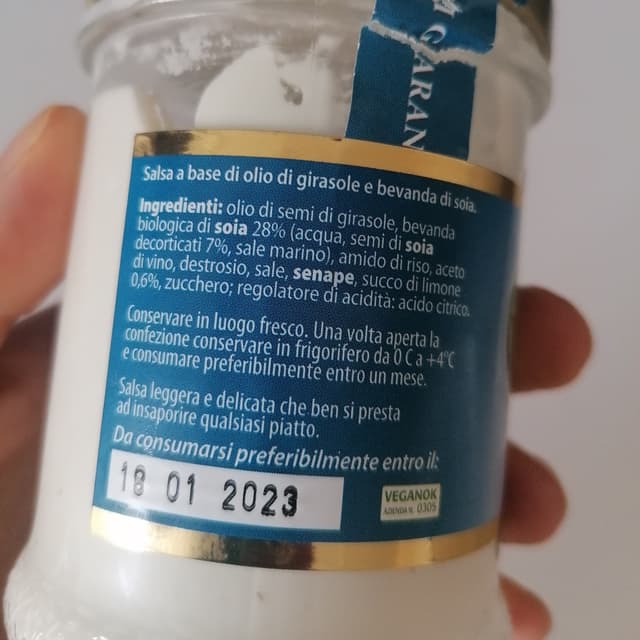 M GARAN
Salsa a base di olio di girasole e bevanda di soia.
Ingredienti: olio di semi di girasole, bevanda
biologica di soia 28% (acqua, semi di soia
decorticati 7%, sale marino), amido di riso, aceto
di vino, destrosio, sale, senape, succo di limone
0,6%, zucchero; regolatore di acidità: acido citrico.
Conservare in luogo fresco. Una volta aperta la
confezione conservare in frigorifero da 0 C a +4°C
e consumare preferibilmente entro un mese.
Salsa leggera e delicata che ben si presta
ad insaporire qualsiasi piatto.
Da consumarsi preferibilmente entro il:
18 01 2023
VEGANOK
AZIENDA N. 0305